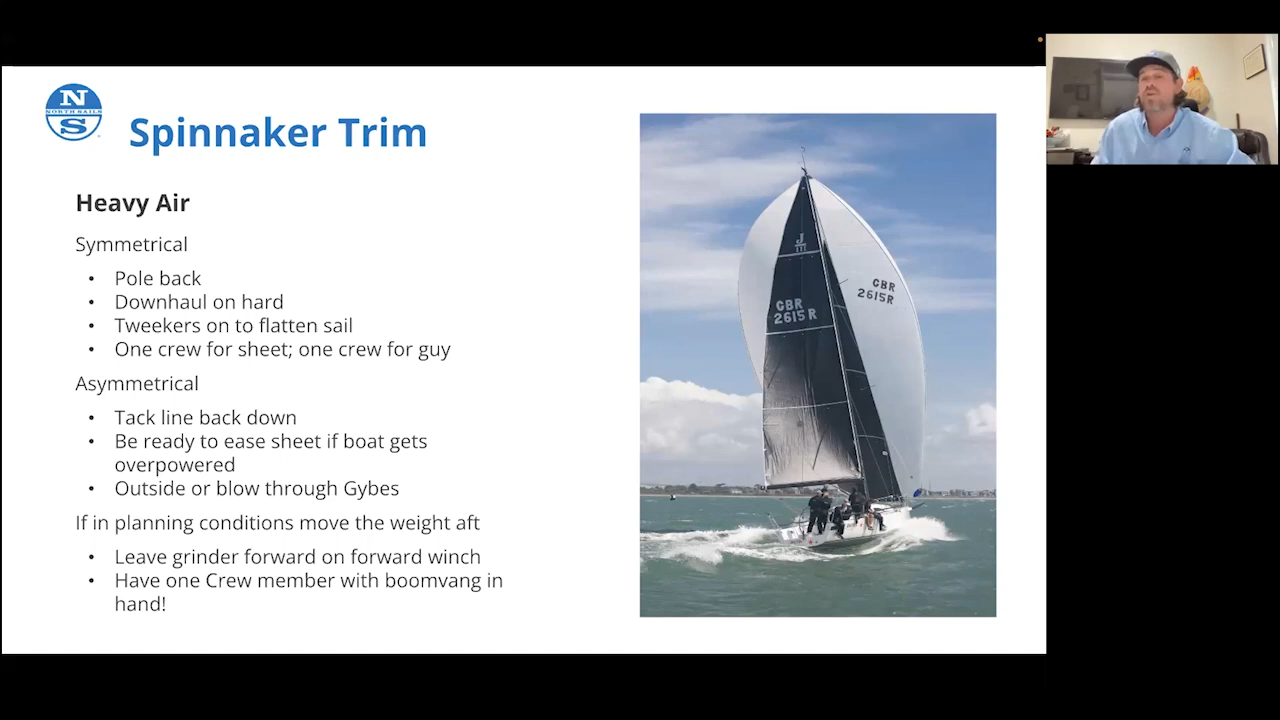 N
NORTH SAILS
S
Spinnaker Trim
Heavy Air
Symmetrical
• Pole back
• Downhaul on hard
• Tweekers on to flatten sail
• One crew for sheet; one crew for guy
Asymmetrical
• Tack line back down
• Be ready to ease sheet if boat gets
overpowered
• Outside or blow through Gybes
If in planning conditions move the weight aft
• Leave grinder forward on forward winch
• Have one Crew member with boomvang in
hand!
J
111
GBR
2615R
GBR
2615R